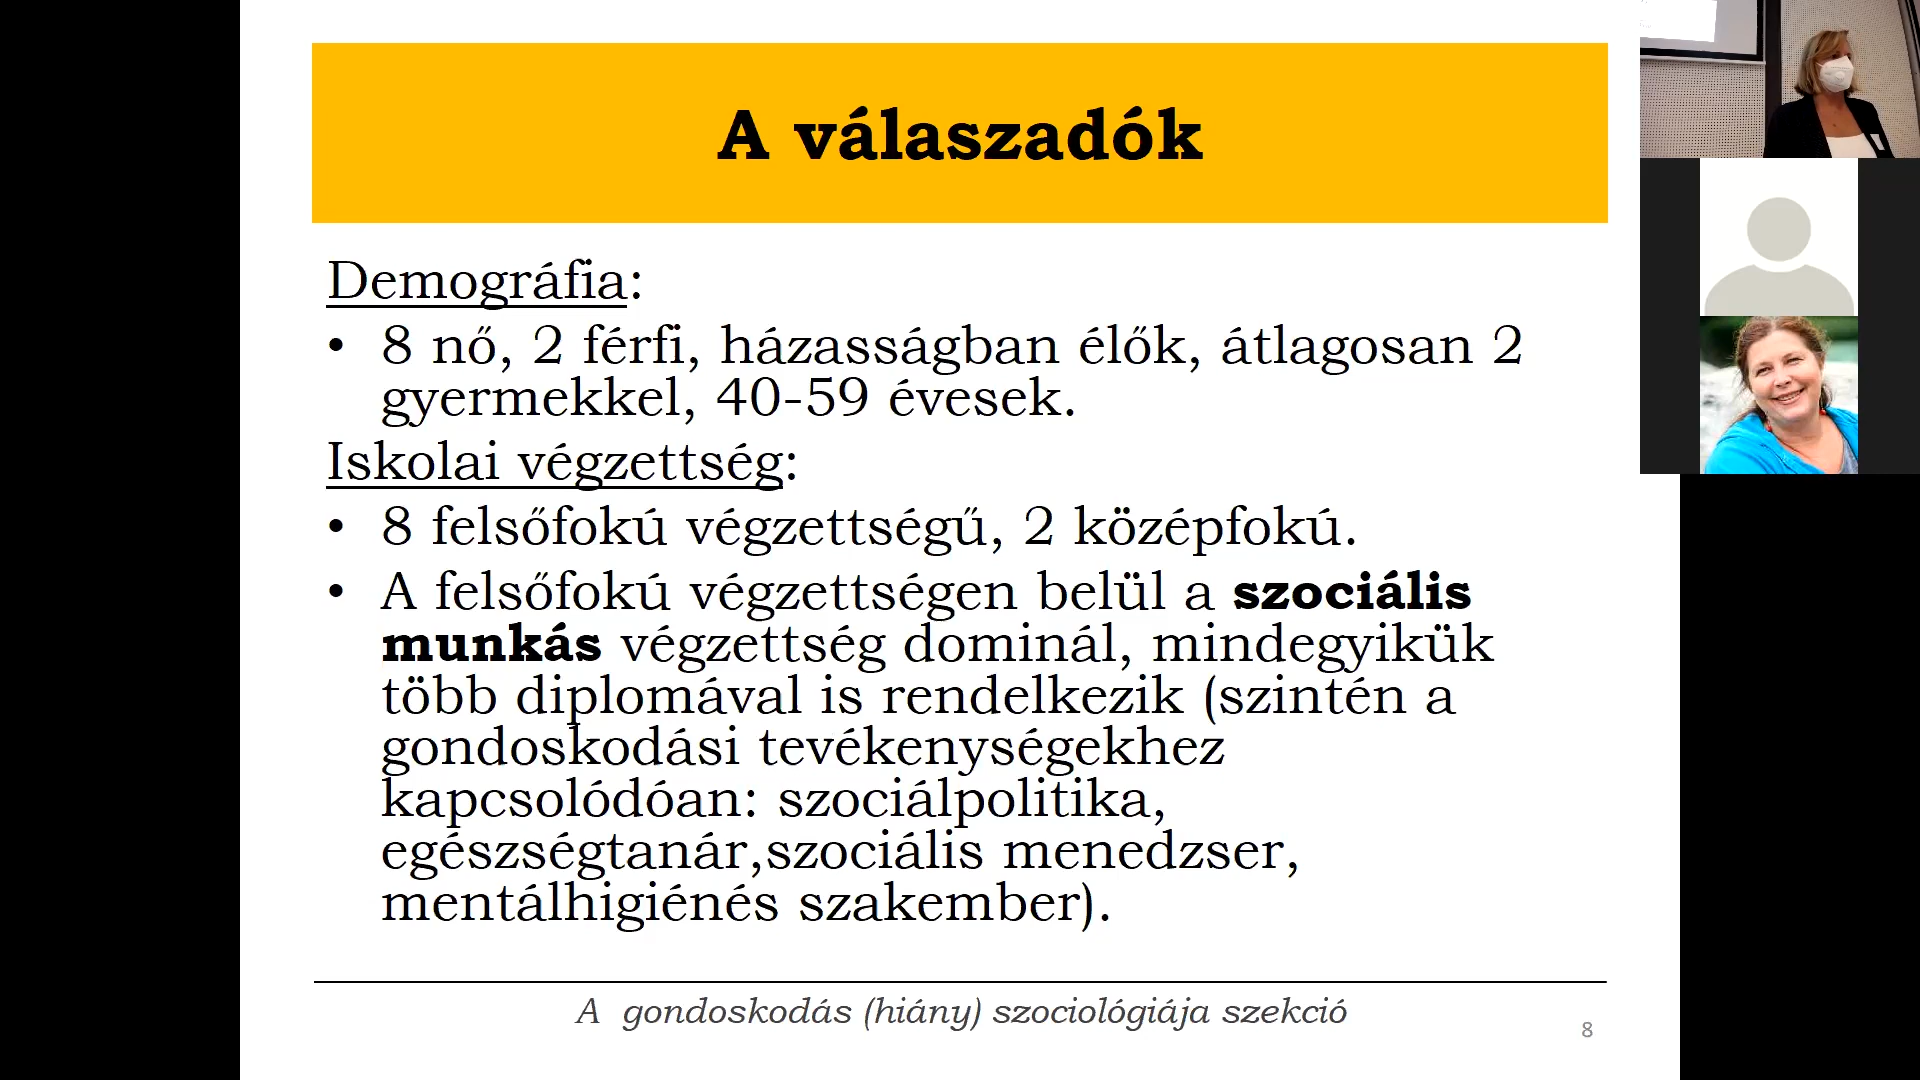 A válaszadók
Demográfia:
• 8 nő, 2 férfi, házasságban élők, átlagosan 2
gyermekkel, 40-59 évesek.
Iskolai végzettség:
• 8 felsőfokú végzettségű, 2 középfokú.
• A felsőfokú végzettségen belül a szociális
munkás végzettség dominál, mindegyikük
több diplomával is rendelkezik (szintén a
gondoskodási tevékenységekhez
kapcsolódóan: szociálpolitika,
egészségtanár,szociális menedzser,
mentálhigiénés szakember).
A gondoskodás (hiány) szociológiája szekció
8